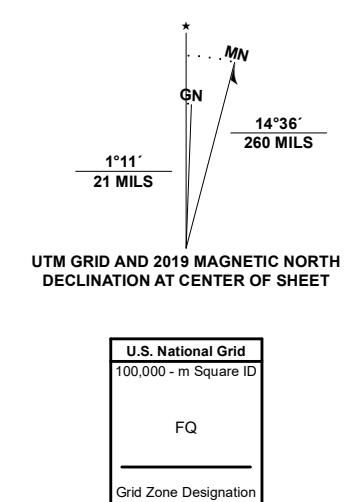 ★
MN
GN
14°36´
260 MILS
1°11´
21 MILS
UTM GRID AND 2019 MAGNETIC NORTH
DECLINATION AT CENTER OF SHEET
U.S. National Grid
100,000 - m Square ID
FQ
Grid Zone Designation